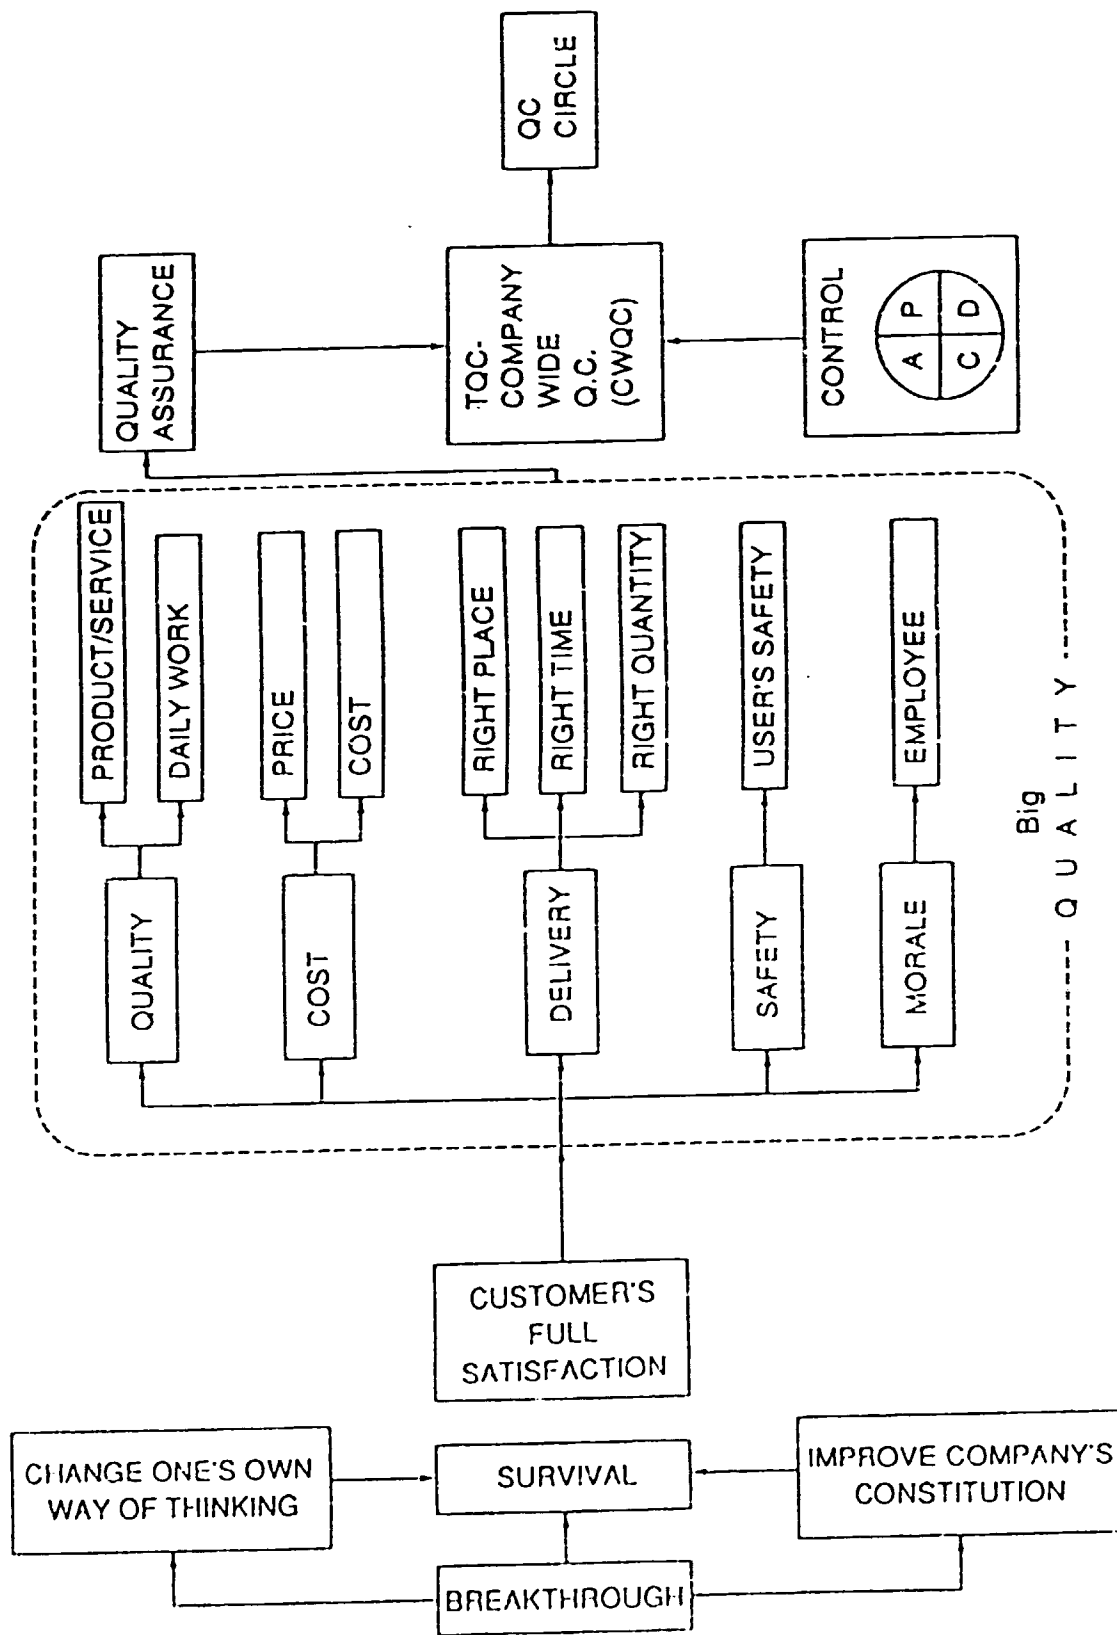 CHANGE ONE'S OWN
WAY OF THINKING
SURVIVAL
IMPROVE COMPANY'S
CONSTITUTION
BREAKTHROUGH
CUSTOMER'S
FULL
SATISFACTION
QUALITY
PRODUCT/SERVICE
DAILY WORK
COST
PRICE
COST
DELIVERY
RIGHT PLACE
RIGHT TIME
RIGHT QUANTITY
SAFETY
USER'S SAFETY
MORALE
EMPLOYEE
Big
QUALITY
QUALITY
ASSURANCE
TQC-
COMPANY
WIDE
Q.C.
(CWQC)
QC
CIRCLE
CONTROL
A P
C D